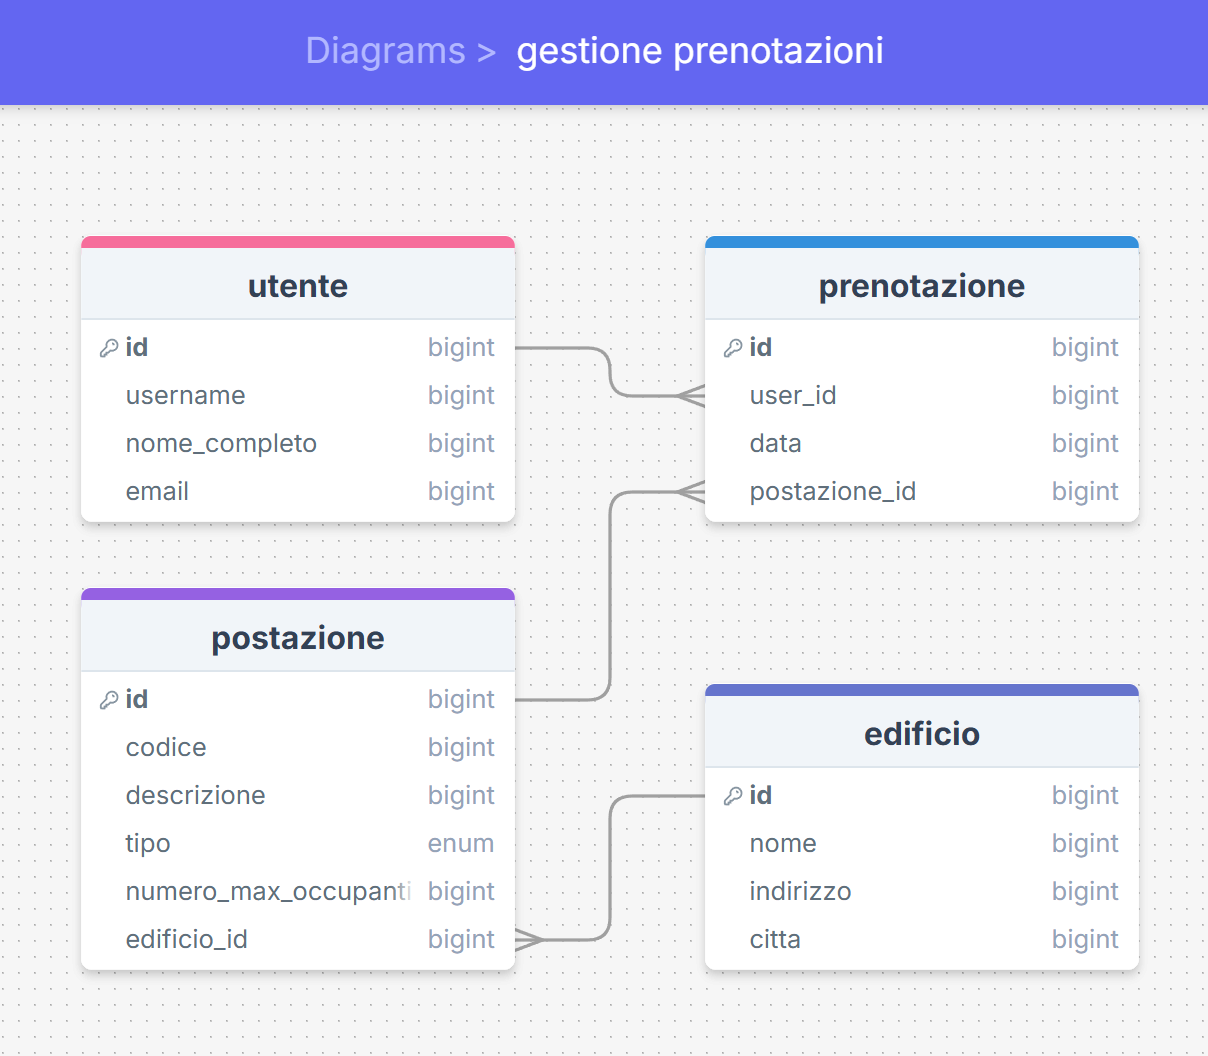 Diagrams > gestione prenotazioni
utente
id bigint
username bigint
nome_completo bigint
email bigint
prenotazione
id bigint
user_id bigint
data bigint
postazione_id bigint
postazione
id bigint
codice bigint
descrizione bigint
tipo enum
numero_max_occupanti bigint
edificio_id bigint
edificio
id bigint
nome bigint
indirizzo bigint
citta bigint